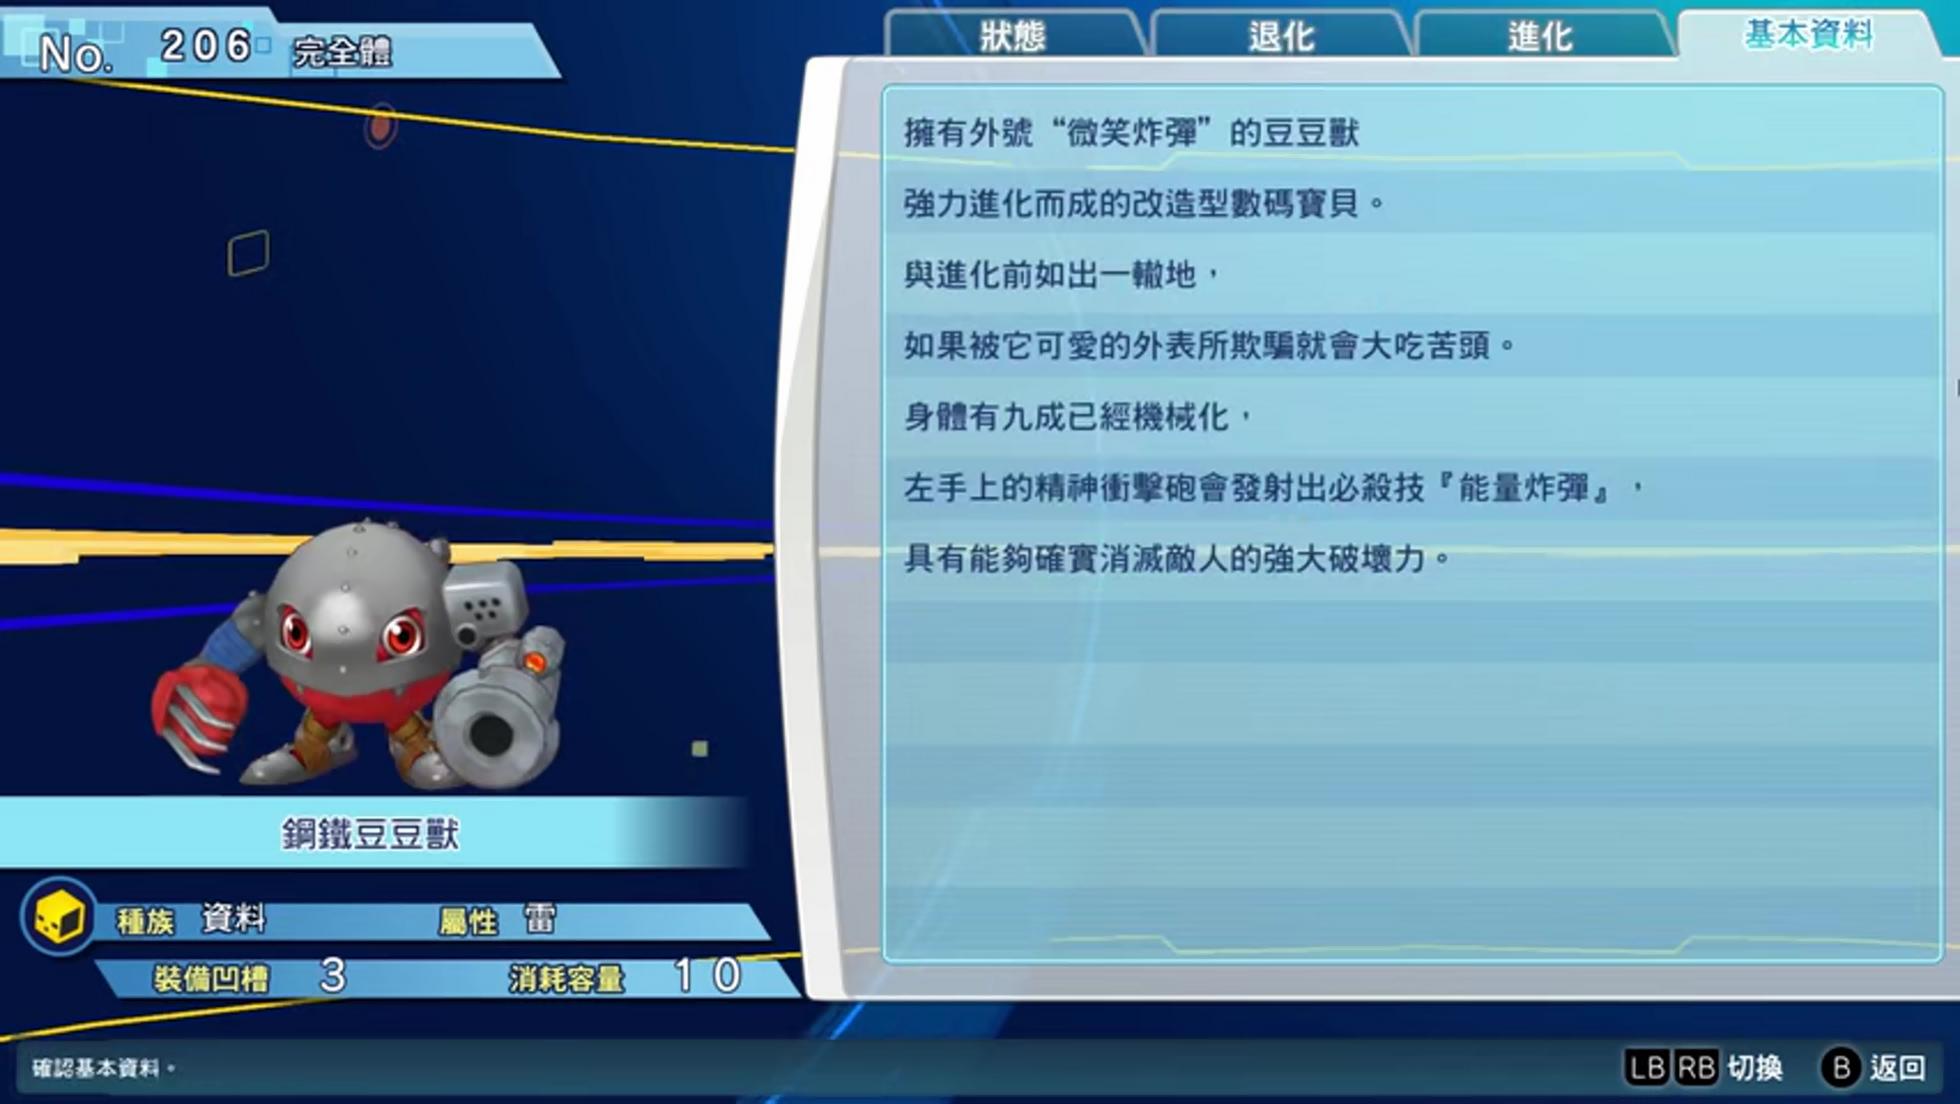 No. 206 完全體
狀態 退化 進化 基本資料
擁有外號“微笑炸彈”的豆豆獸
強力進化而成的改造型數碼寶貝。
與進化前如出一轍地，
如果被它可愛的外表所欺騙就會大吃苦頭。
身體有九成已經機械化，
左手上的精神衝擊砲會發射出必殺技『能量炸彈』，
具有能夠確實消滅敵人的強大破壞力。
鋼鐵豆豆獸
種族 資料 屬性 雷
裝備凹槽 3 消耗容量 10
確認基本資料。
LB RB 切換 B 返回